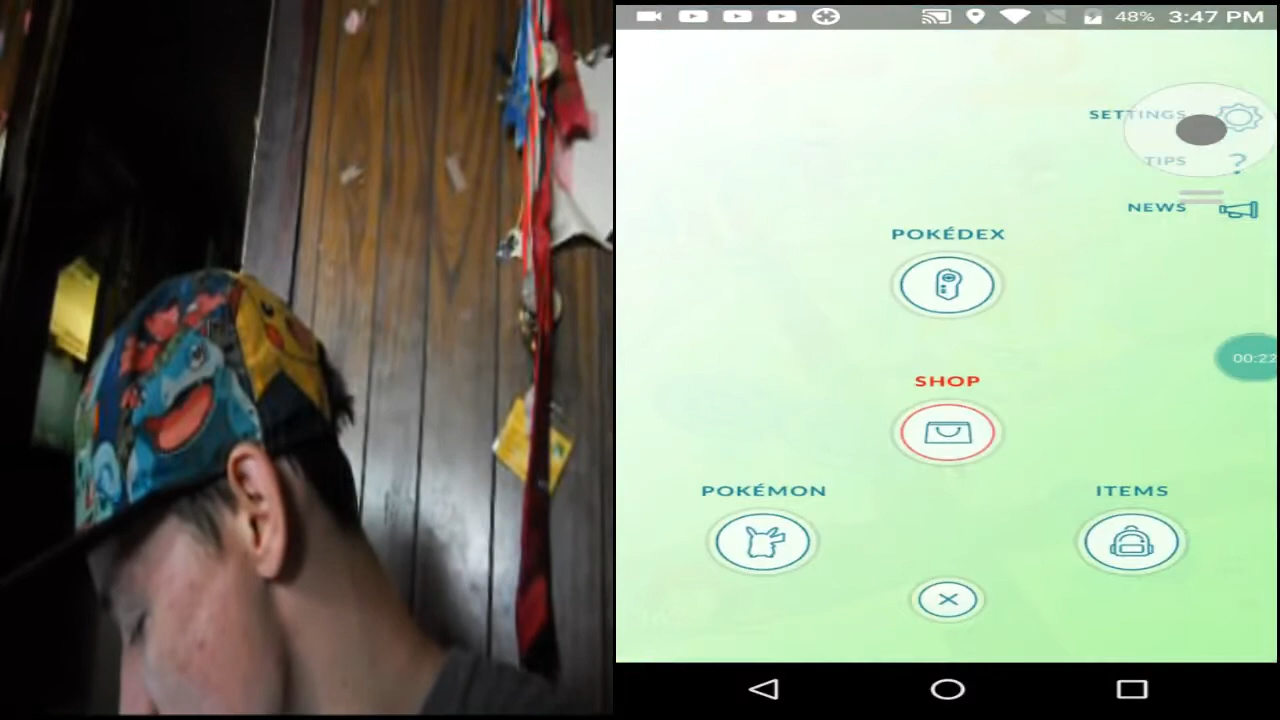 48% 3:47 PM
SETTINGS
TIPS
?
NEWS
POKÉDEX
00:22
SHOP
POKÉMON
ITEMS